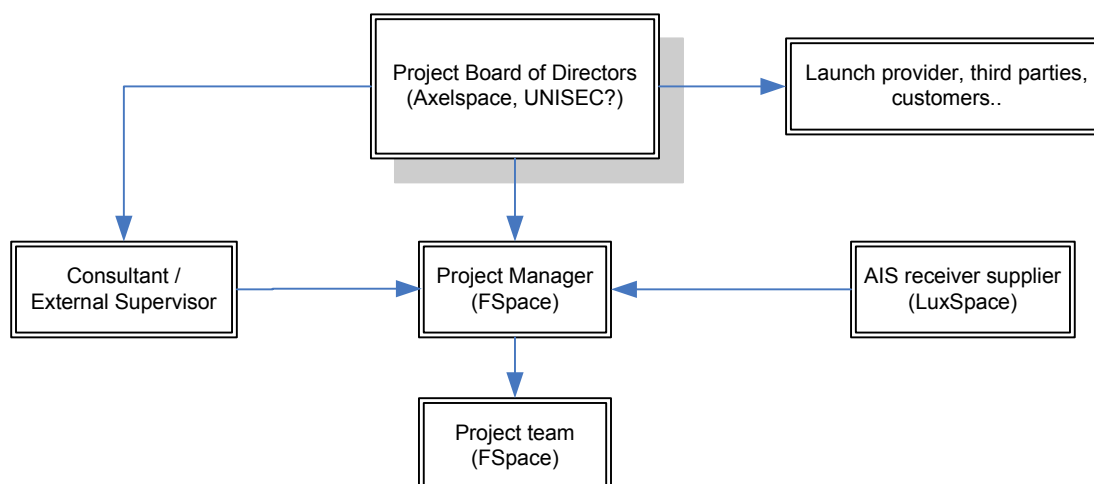 Project Board of Directors
(Axelspace, UNISEC?)
Launch provider, third parties,
customers..
Consultant /
External Supervisor
Project Manager
(FSpace)
AIS receiver supplier
(LuxSpace)
Project team
(FSpace)